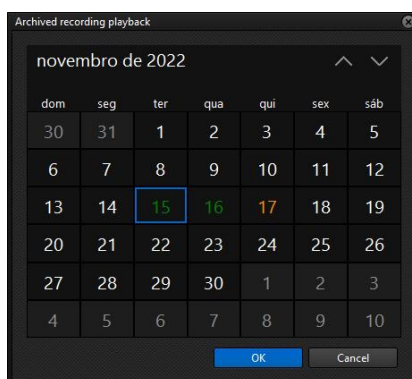 Archived recording playback
novembro de 2022
dom seg ter qua qui sex sáb
30 31 1 2 3 4 5
6 7 8 9 10 11 12
13 14 15 16 17 18 19
20 21 22 23 24 25 26
27 28 29 30 1 2 3
4 5 6 7 8 9 10
OK Cancel